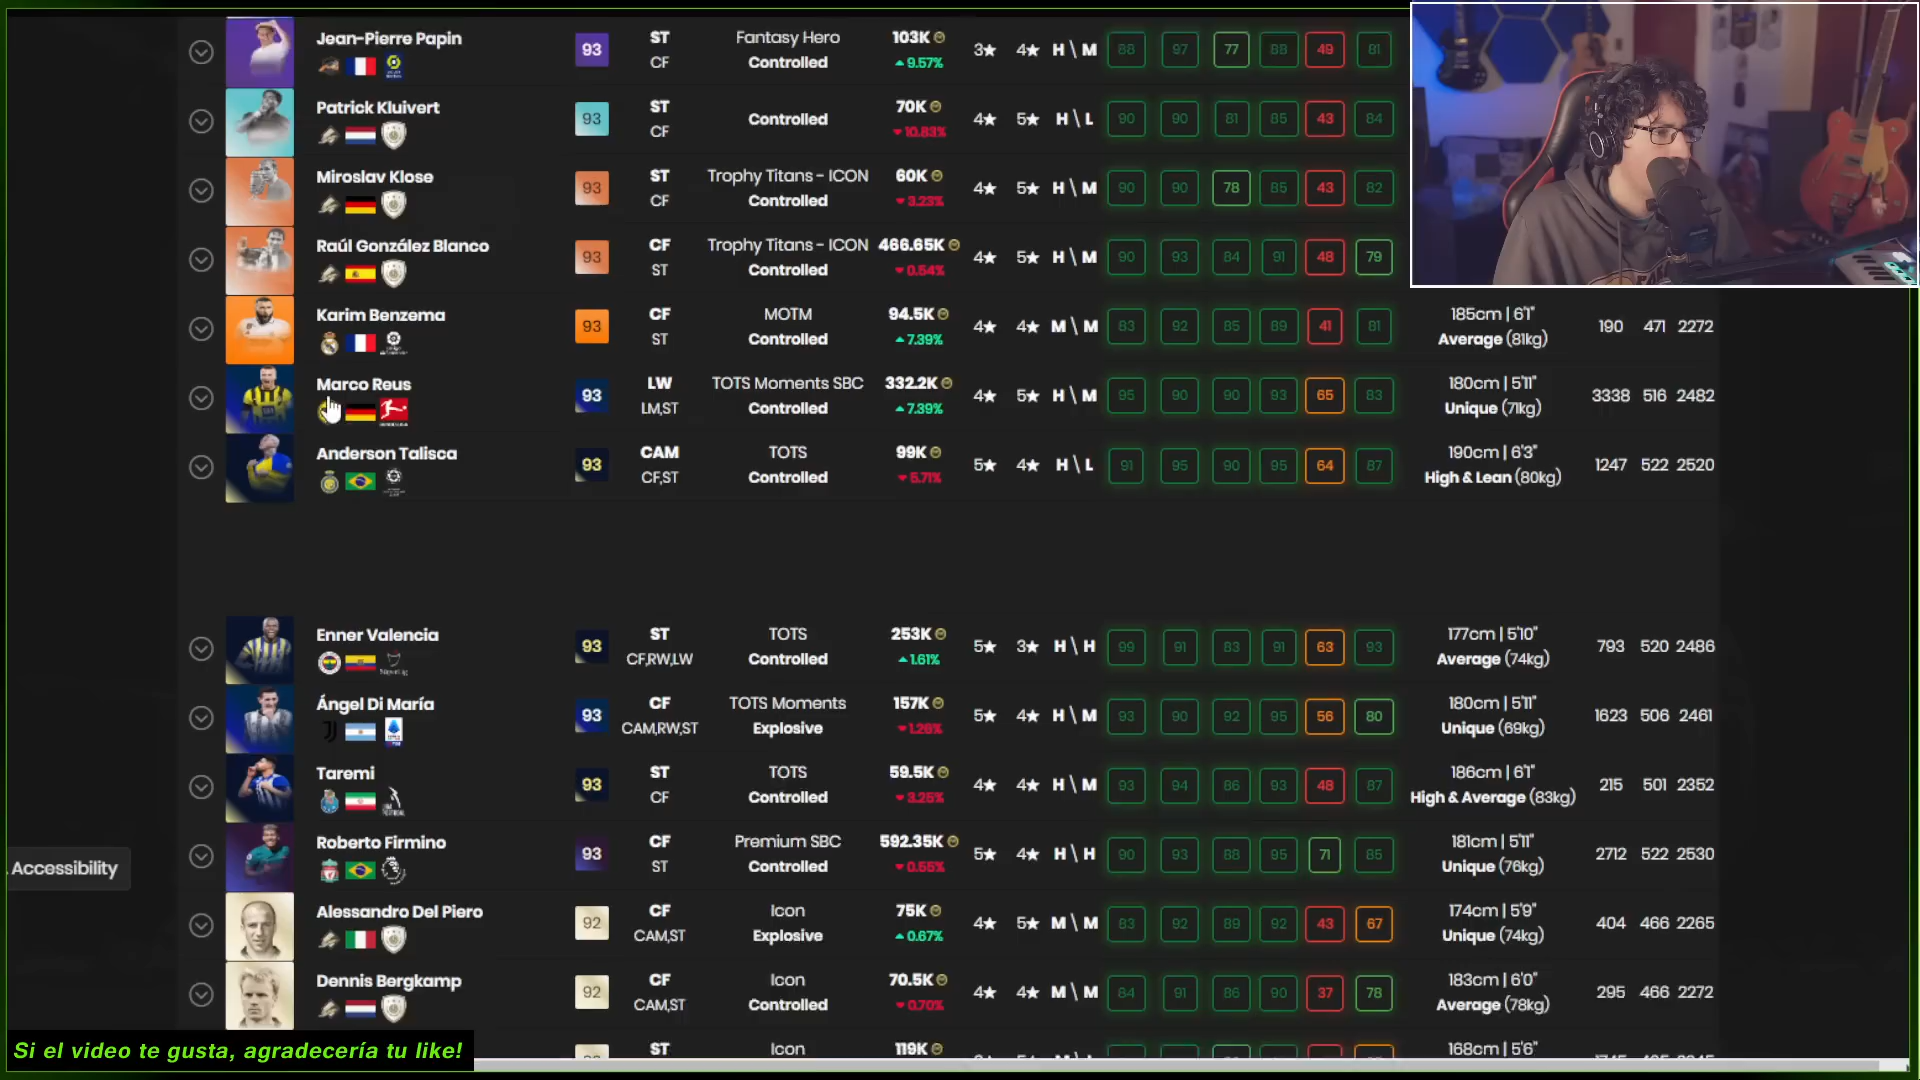 Jean-Pierre Papin 93 ST CF Fantasy Hero Controlled 103K 9.57% 3★ 4★ H \ M 88 97 77 88 49 81
Patrick Kluivert 93 ST CF Controlled 70K 10.83% 4★ 5★ H \ L 90 90 81 85 43 84
Miroslav Klose 93 ST CF Trophy Titans - ICON Controlled 60K 3.23% 4★ 5★ H \ M 90 90 78 85 43 82
Raúl González Blanco 93 CF ST Trophy Titans - ICON Controlled 466.65K 0.54% 4★ 5★ H \ M 90 93 84 91 48 79
Karim Benzema 93 CF ST MOTM Controlled 94.5K 7.39% 4★ 4★ M \ M 83 92 85 89 41 81 185cm | 6'1" Average (81kg) 190 471 2272
Marco Reus 93 LW LM,ST TOTS Moments SBC Controlled 332.2K 7.39% 4★ 5★ H \ M 95 90 90 93 65 83 180cm | 5'11" Unique (71kg) 3338 516 2482
Anderson Talisca 93 CAM CF,ST TOTS Controlled 99K 5.71% 5★ 4★ H \ L 91 95 90 95 64 87 190cm | 6'3" High & Lean (80kg) 1247 522 2520
Enner Valencia 93 ST CF,RW,LW TOTS Controlled 253K 1.61% 5★ 3★ H \ H 99 91 83 91 63 93 177cm | 5'10" Average (74kg) 793 520 2486
Ángel Di María 93 CF CAM,RW,ST TOTS Moments Explosive 157K 1.26% 5★ 4★ H \ M 93 90 92 95 56 80 180cm | 5'11" Unique (69kg) 1623 506 2461
Taremi 93 ST CF TOTS Controlled 59.5K 3.25% 4★ 4★ H \ M 93 94 86 93 48 87 186cm | 6'1" High & Average (83kg) 215 501 2352
Roberto Firmino 93 CF ST Premium SBC Controlled 592.35K 0.55% 5★ 4★ H \ H 90 93 88 95 71 85 181cm | 5'11" Unique (76kg) 2712 522 2530
Accessibility
Alessandro Del Piero 92 CF CAM,ST Icon Explosive 75K 0.67% 4★ 5★ M \ M 83 92 89 92 43 67 174cm | 5'9" Unique (74kg) 404 466 2265
Dennis Bergkamp 92 CF CAM,ST Icon Controlled 70.5K 0.70% 4★ 4★ M \ M 84 91 86 90 37 78 183cm | 6'0" Average (78kg) 295 466 2272
ST Icon 119K 168cm | 5'6"
Si el video te gusta, agradecería tu like!